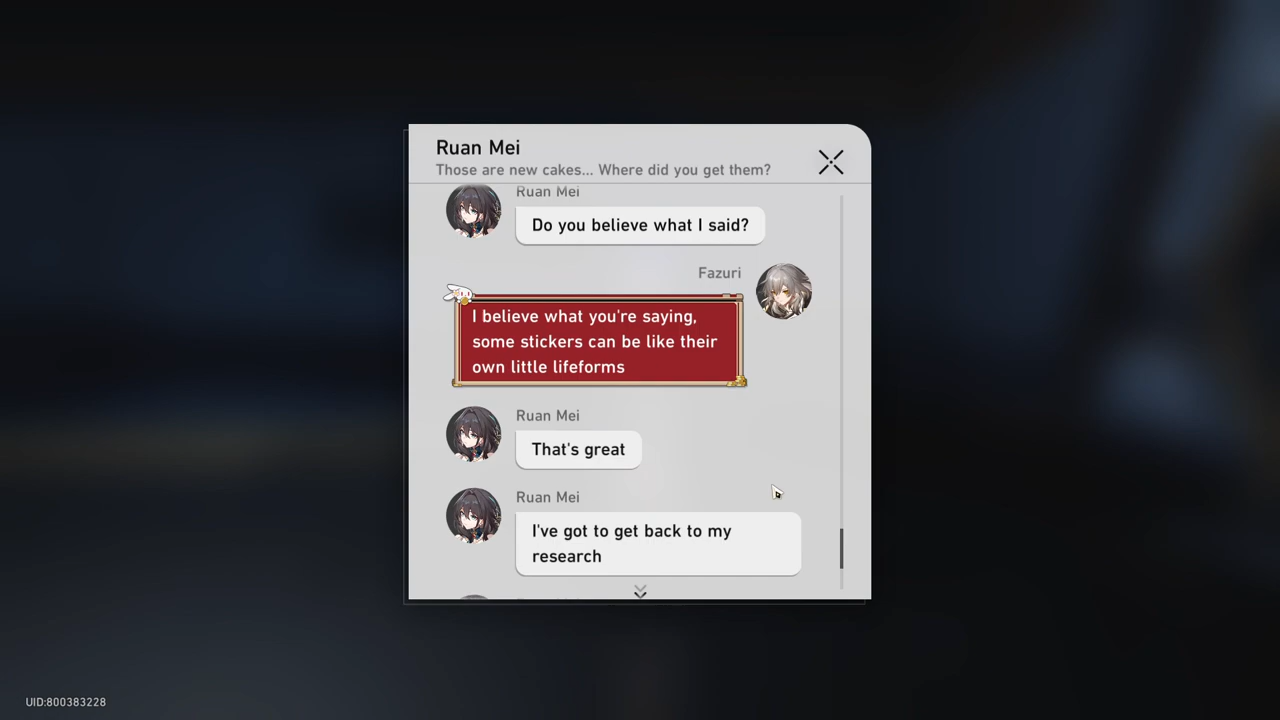 Ruan Mei
Those are new cakes... Where did you get them?
Ruan Mei
Do you believe what I said?
Fazuri
I believe what you're saying,
some stickers can be like their
own little lifeforms
Ruan Mei
That's great
Ruan Mei
I've got to get back to my
research
UID:800383228